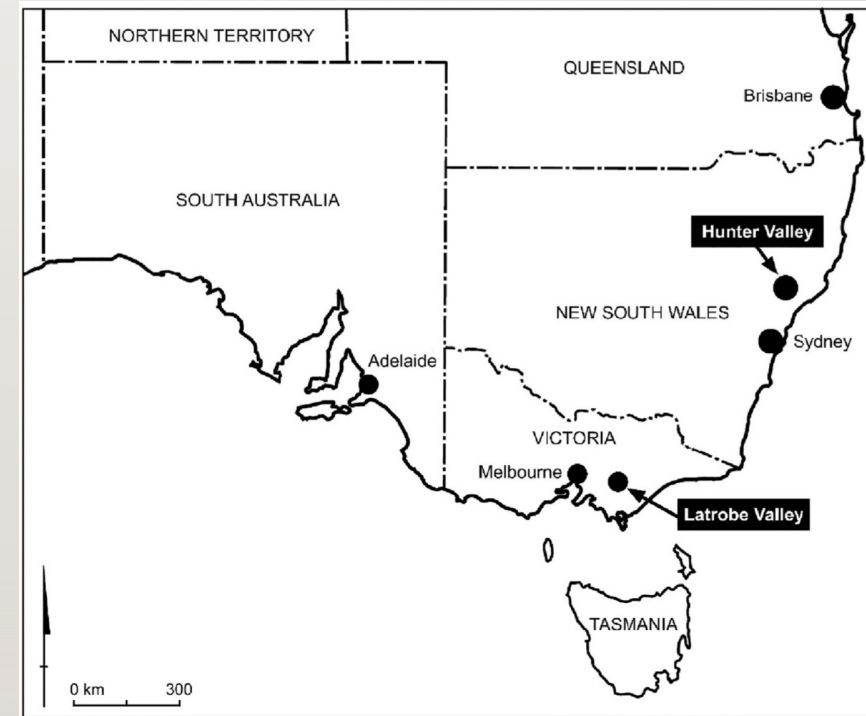 NORTHERN TERRITORY
QUEENSLAND
Brisbane
SOUTH AUSTRALIA
Hunter Valley
NEW SOUTH WALES
Sydney
Adelaide
VICTORIA
Melbourne
Latrobe Valley
TASMANIA
0 km 300